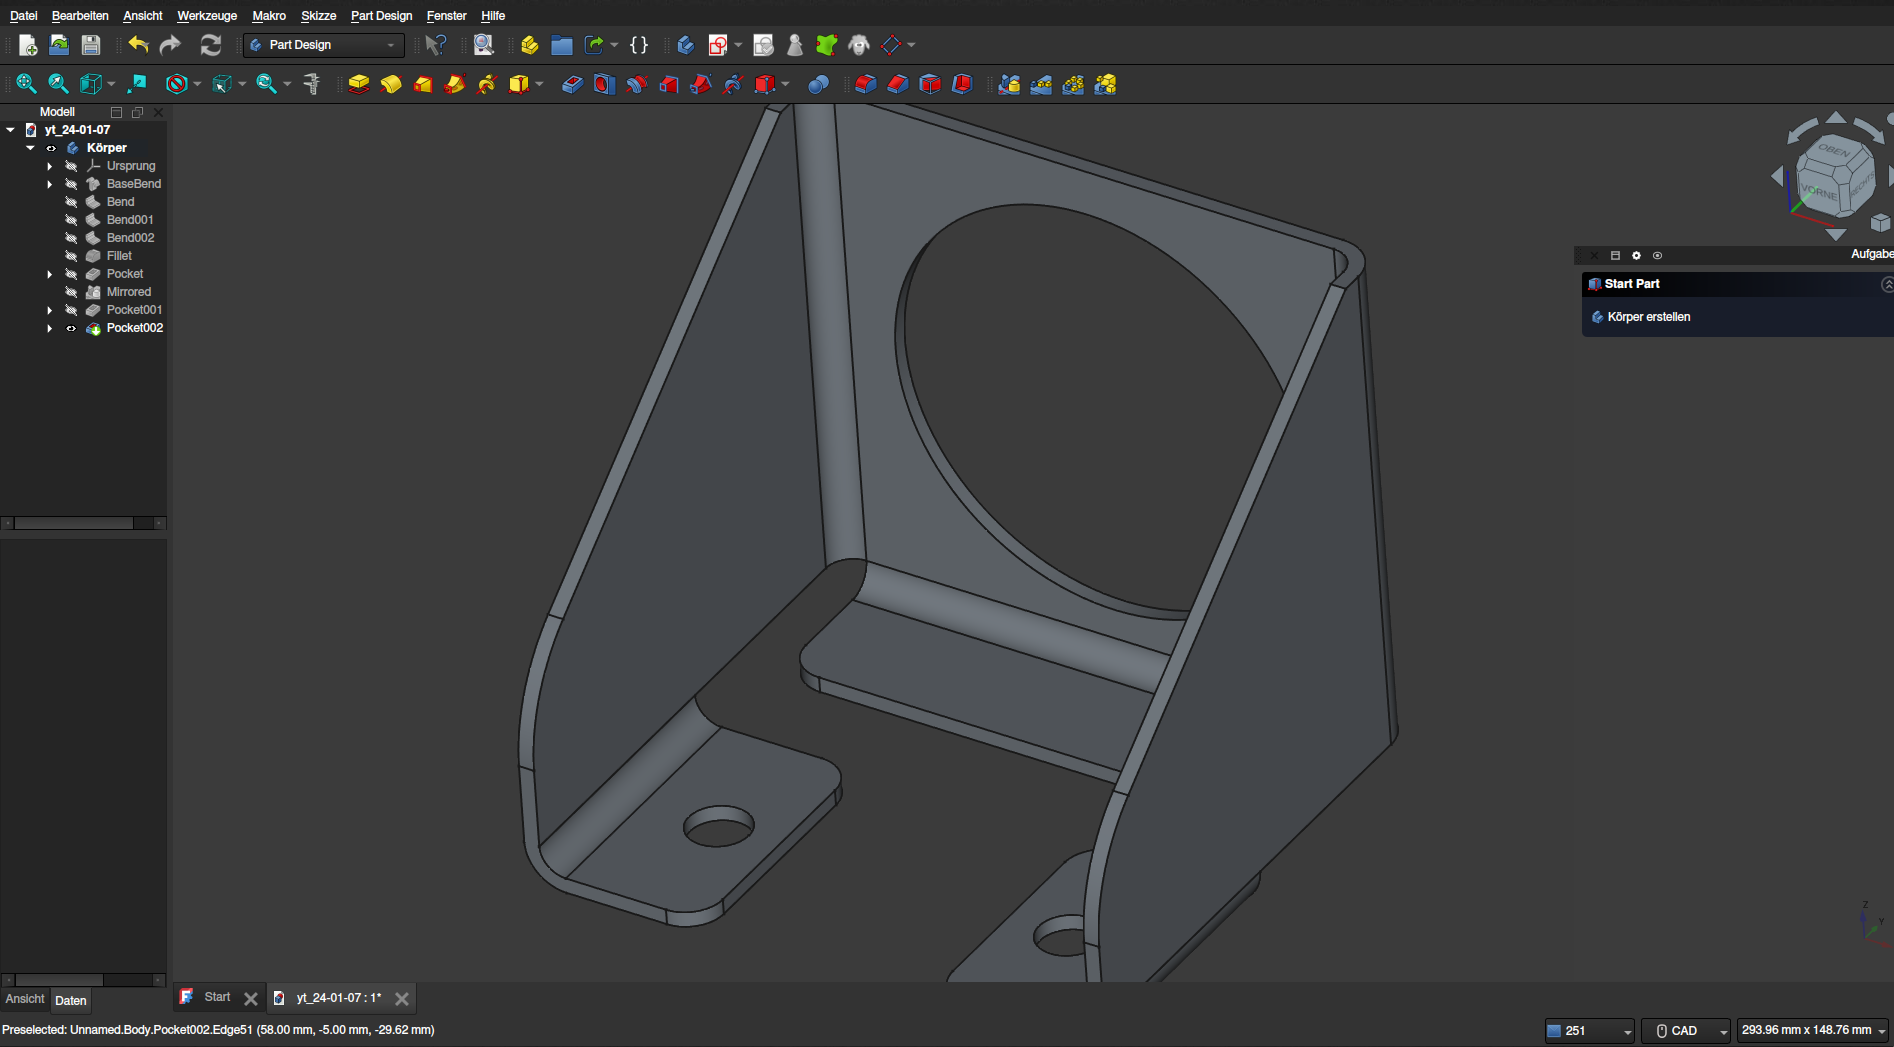 Datei Bearbeiten Ansicht Werkzeuge Makro Skizze Part Design Fenster Hilfe
Part Design
Modell
yt_24-01-07
Körper
Ursprung
BaseBend
Bend
Bend001
Bend002
Fillet
Pocket
Mirrored
Pocket001
Pocket002
OBEN
VORNE
RECHTS
Aufgabe
Start Part
Körper erstellen
Z
Y
Ansicht Daten
Start
yt_24-01-07 : 1*
Preselected: Unnamed.Body.Pocket002.Edge51 (58.00 mm, -5.00 mm, -29.62 mm)
251
CAD
293.96 mm x 148.76 mm